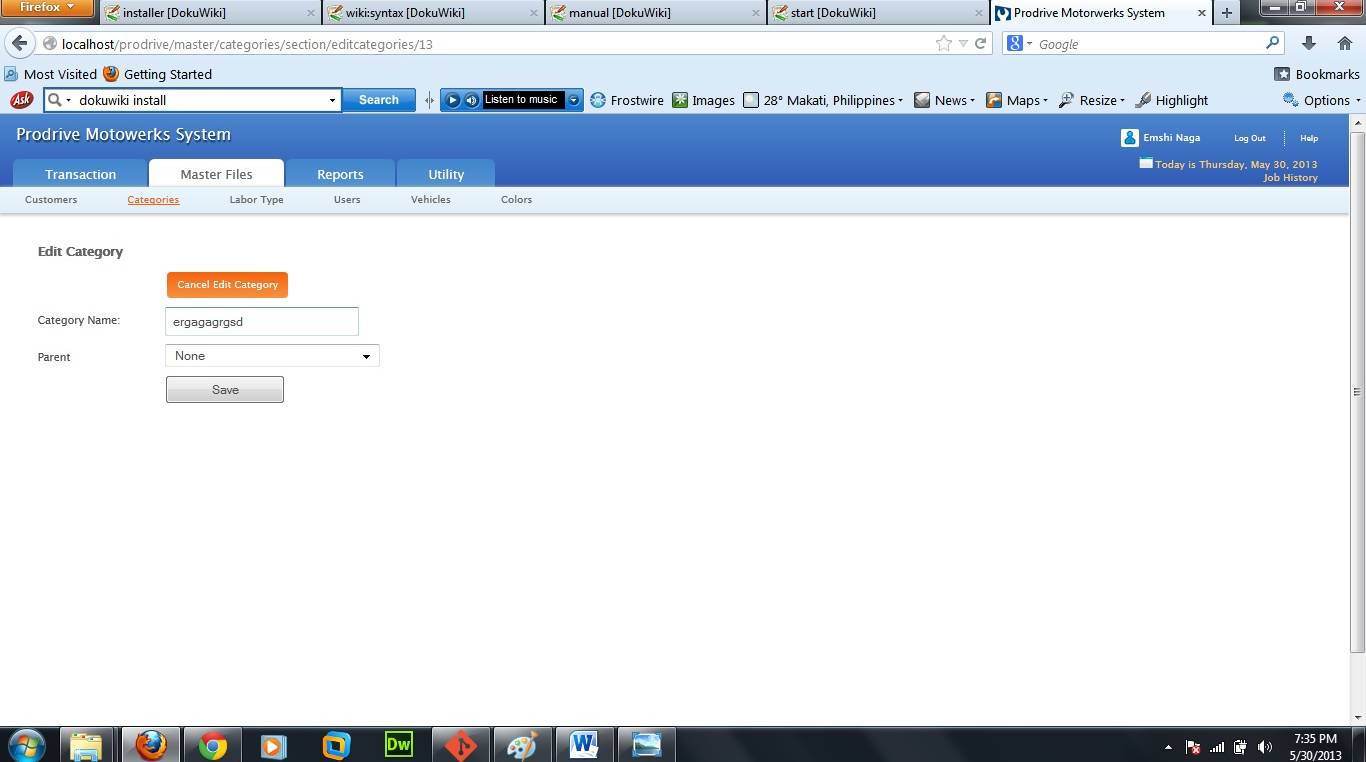 Firefox
installer [DokuWiki]
wiki:syntax [DokuWiki]
manual [DokuWiki]
start [DokuWiki]
Prodrive Motorwerks System
localhost/prodrive/master/categories/section/editcategories/13
Google
Most Visited Getting Started
Bookmarks
Ask dokuwiki install Search Listen to music Frostwire Images 28° Makati, Philippines News Maps Resize Highlight Options
Prodrive Motowerks System
Emshi Naga Log Out Help
Today is Thursday, May 30, 2013
Job History
Transaction Master Files Reports Utility
Customers Categories Labor Type Users Vehicles Colors
Edit Category
Cancel Edit Category
Category Name: ergagagrgsd
Parent None
Save
Dw
W
7:35 PM
5/30/2013